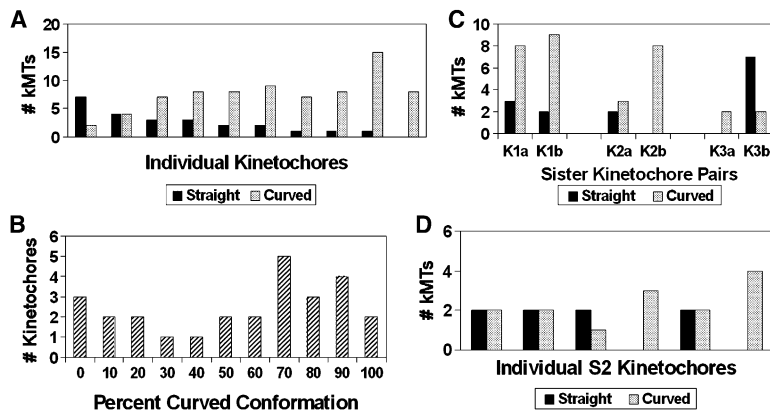 A
20
15
10
5
0
# kMTs
Individual Kinetochores
Straight Curved
B
6
5
4
3
2
1
0
# Kinetochores
0 10 20 30 40 50 60 70 80 90 100
Percent Curved Conformation
C
10
8
6
4
2
0
# kMTs
K1a K1b K2a K2b K3a K3b
Sister Kinetochore Pairs
Straight Curved
D
6
4
2
0
# kMTs
Individual S2 Kinetochores
Straight Curved